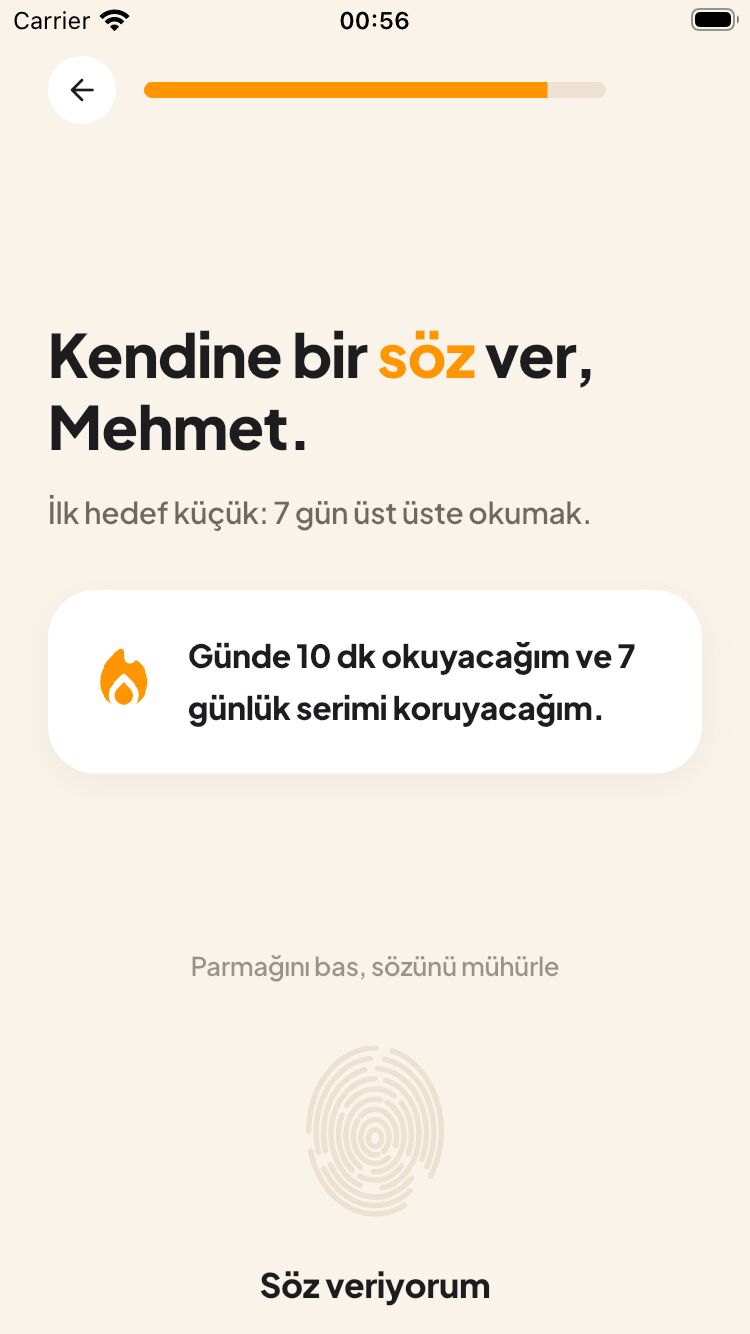 Carrier 00:56
Kendine bir söz ver,
Mehmet.
İlk hedef küçük: 7 gün üst üste okumak.
Günde 10 dk okuyacağım ve 7
günlük serimi koruyacağım.
Parmağını bas, sözünü mühürle
Söz veriyorum